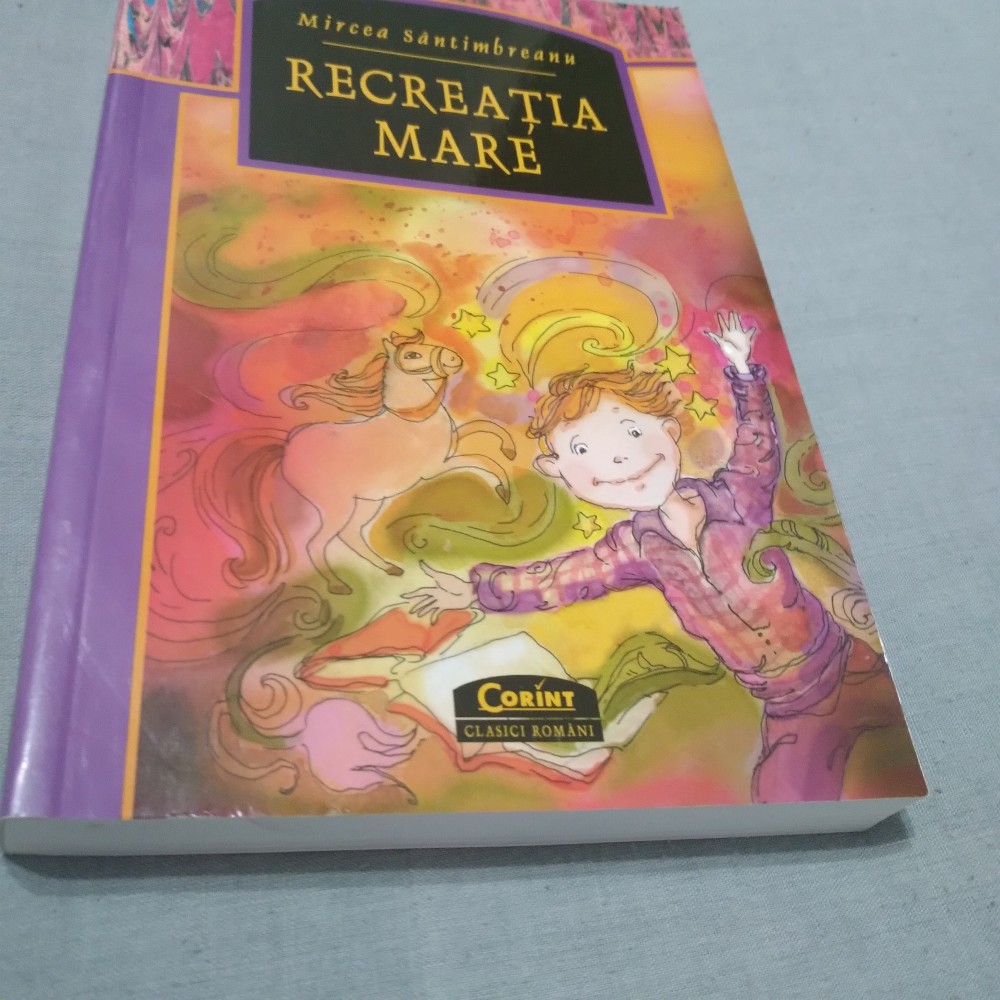 Mircea Sântimbreanu
RECREAȚIA
MARE
CORINT
CLASICI ROMÂNI